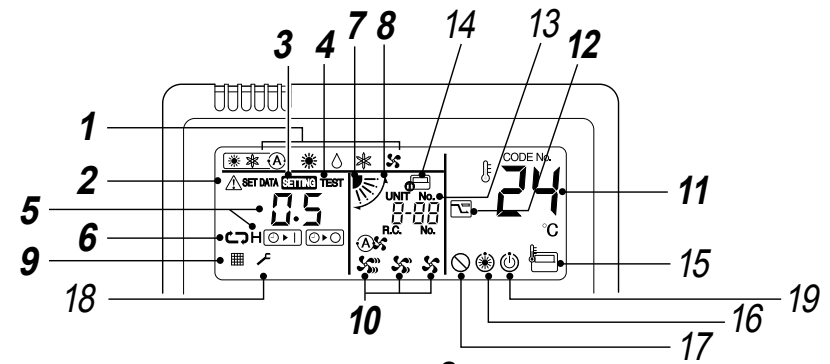 7 8 14 13
3 4 12
1
CODE No.
A
2 SET DATA SETTING TEST UNIT No. 24 11
5 0.5 8-88
R.C. No. °C
6 H A
9 15
18 10 19
16
17